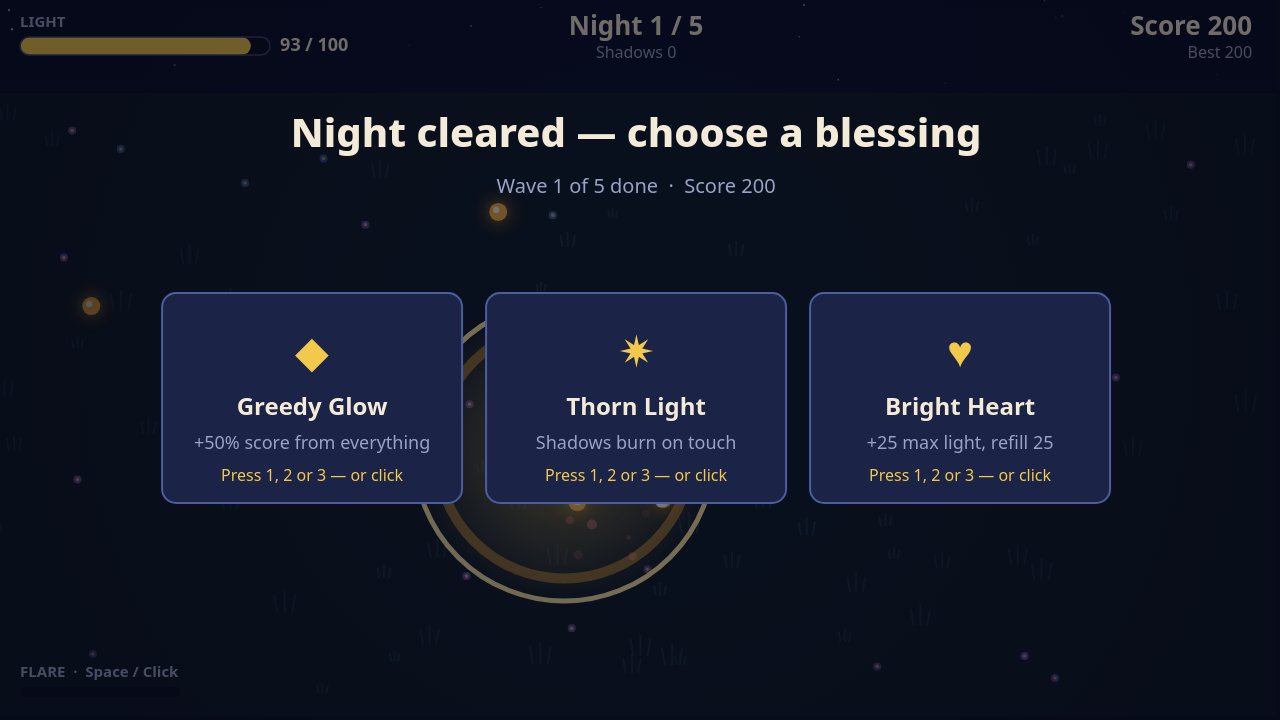 LIGHT
93 / 100
Night 1 / 5
Shadows 0
Score 200
Best 200
Night cleared — choose a blessing
Wave 1 of 5 done · Score 200
Greedy Glow
+50% score from everything
Press 1, 2 or 3 — or click
Thorn Light
Shadows burn on touch
Press 1, 2 or 3 — or click
Bright Heart
+25 max light, refill 25
Press 1, 2 or 3 — or click
FLARE · Space / Click